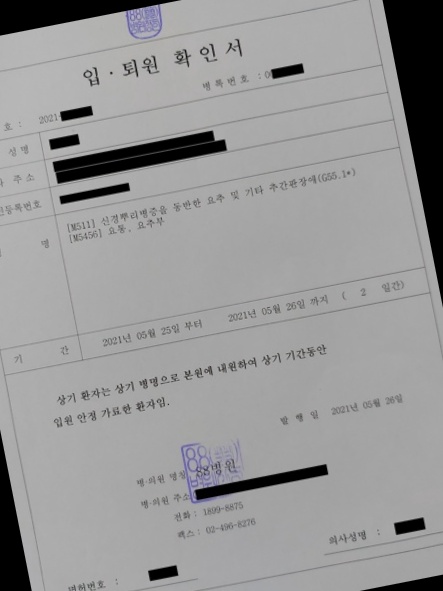 입 · 퇴원 확인서
병록번호 : 0
호 : 2021-
성명
주소
등록번호
명 [M511] 신경뿌리병증을 동반한 요추 및 기타 추간판장애(G55.1*)
[M5456] 요통, 요추부
기 간 2021년 05월 25일 부터 2021년 05월 26일 까지 ( 2 일간)
상기 환자는 상기 병명으로 본원에 내원하여 상기 기간동안
입원 안정 가료한 환자임.
발 행 일 2021년 05월 26일
병·의원 명칭 병원
병·의원 주소
전화 : 1899-8875
팩스 : 02-496-8276
의사성명 :
면허번호 :